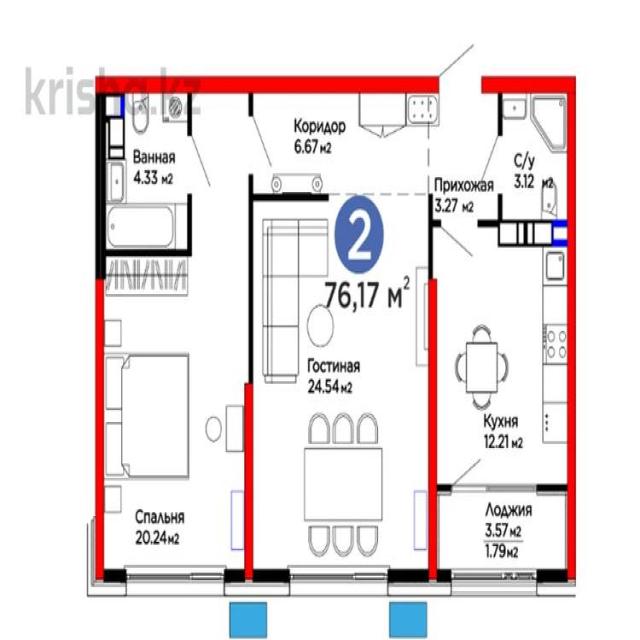 krisha.kz
Коридор
6.67 м2
Ванная
4.33 м2
С/у
3.12 м2
Прихожая
3.27 м2
2
76,17 м2
Гостиная
24.54 м2
Кухня
12.21 м2
Спальня
20.24 м2
Лоджия
3.57 м2
1.79 м2